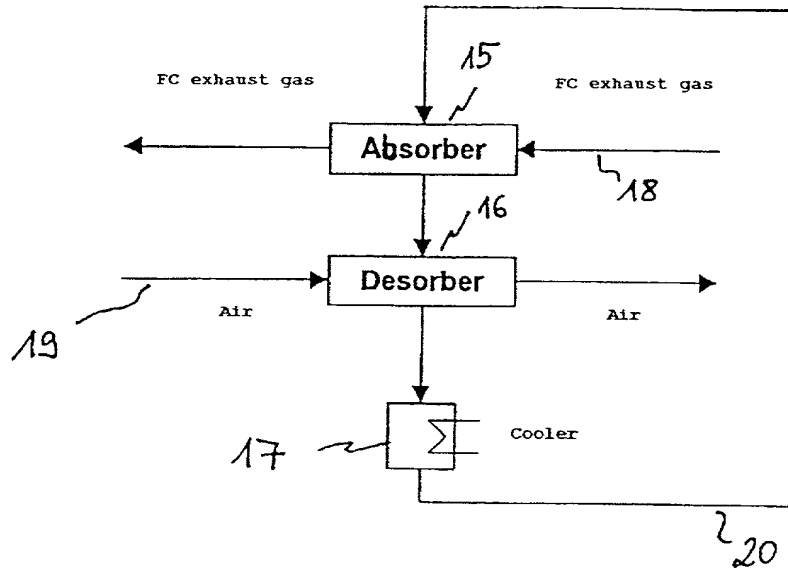 15
FC exhaust gas
FC exhaust gas
Absorber
18
16
Desorber
Air
Air
19
17
Cooler
20